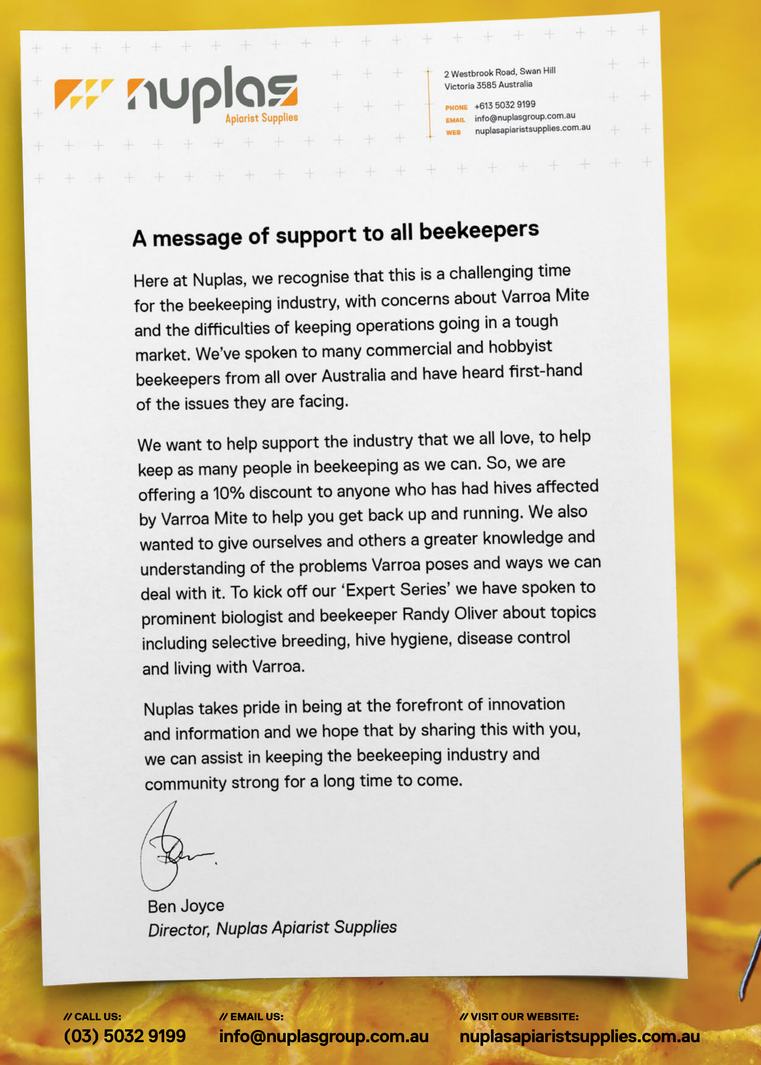 nuplas
Apiarist Supplies
2 Westbrook Road, Swan Hill
Victoria 3585 Australia
PHONE +613 5032 9199
EMAIL info@nuplasgroup.com.au
WEB nuplasapiaristsupplies.com.au
A message of support to all beekeepers
Here at Nuplas, we recognise that this is a challenging time
for the beekeeping industry, with concerns about Varroa Mite
and the difficulties of keeping operations going in a tough
market. We've spoken to many commercial and hobbyist
beekeepers from all over Australia and have heard first-hand
of the issues they are facing.
We want to help support the industry that we all love, to help
keep as many people in beekeeping as we can. So, we are
offering a 10% discount to anyone who has had hives affected
by Varroa Mite to help you get back up and running. We also
wanted to give ourselves and others a greater knowledge and
understanding of the problems Varroa poses and ways we can
deal with it. To kick off our 'Expert Series' we have spoken to
prominent biologist and beekeeper Randy Oliver about topics
including selective breeding, hive hygiene, disease control
and living with Varroa.
Nuplas takes pride in being at the forefront of innovation
and information and we hope that by sharing this with you,
we can assist in keeping the beekeeping industry and
community strong for a long time to come.
Ben Joyce
Director, Nuplas Apiarist Supplies
// CALL US:
(03) 5032 9199
// EMAIL US:
info@nuplasgroup.com.au
// VISIT OUR WEBSITE:
nuplasapiaristsupplies.com.au